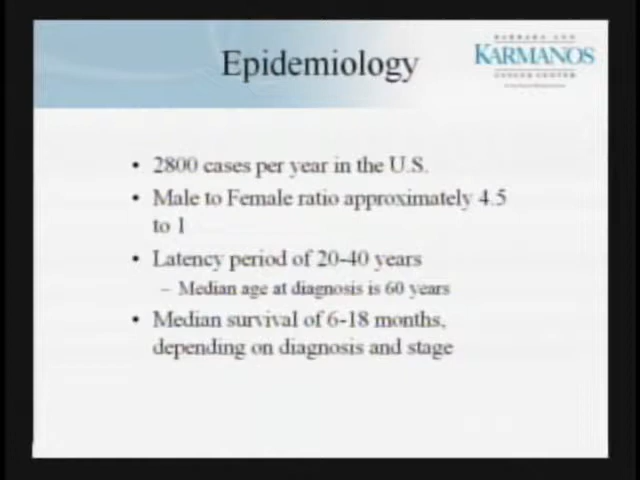 Epidemiology
BARBARA ANN
KARMANOS
CANCER CENTER
• 2800 cases per year in the U.S.
• Male to Female ratio approximately 4.5
to 1
• Latency period of 20-40 years
– Median age at diagnosis is 60 years
• Median survival of 6-18 months,
depending on diagnosis and stage